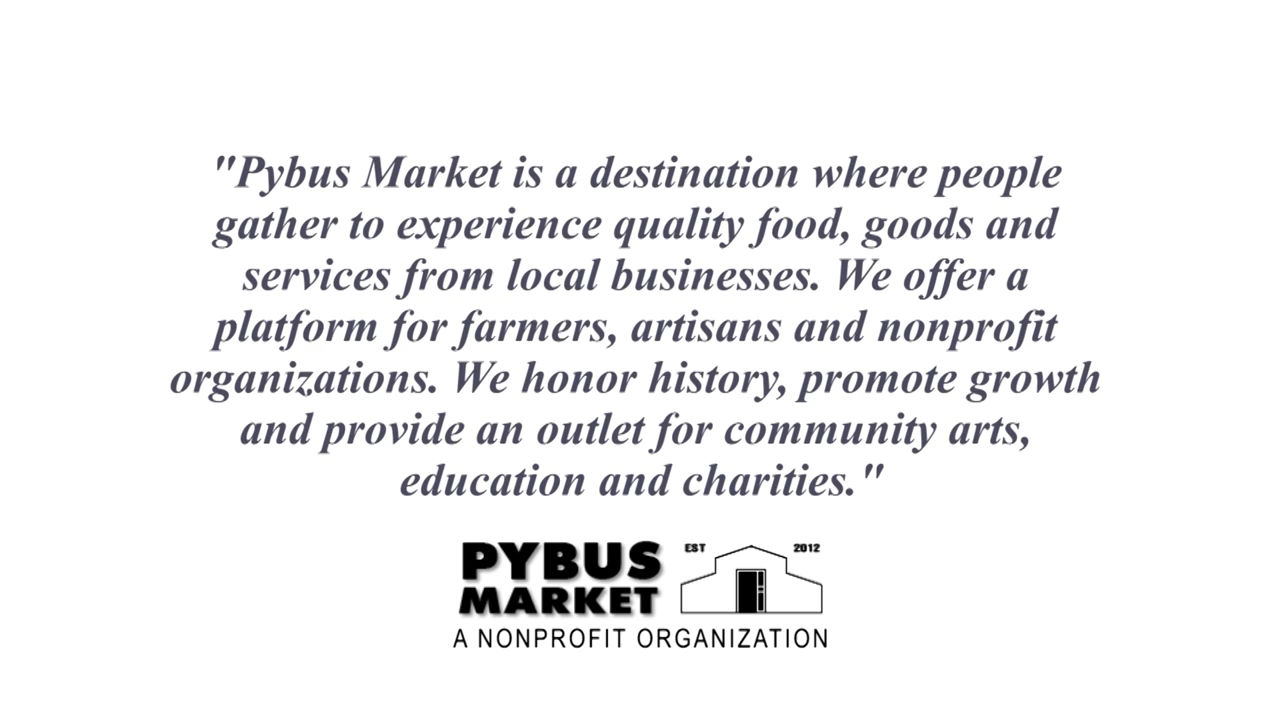 "Pybus Market is a destination where people
gather to experience quality food, goods and
services from local businesses. We offer a
platform for farmers, artisans and nonprofit
organizations. We honor history, promote growth
and provide an outlet for community arts,
education and charities."
PYBUS
MARKET
EST 2012
A NONPROFIT ORGANIZATION